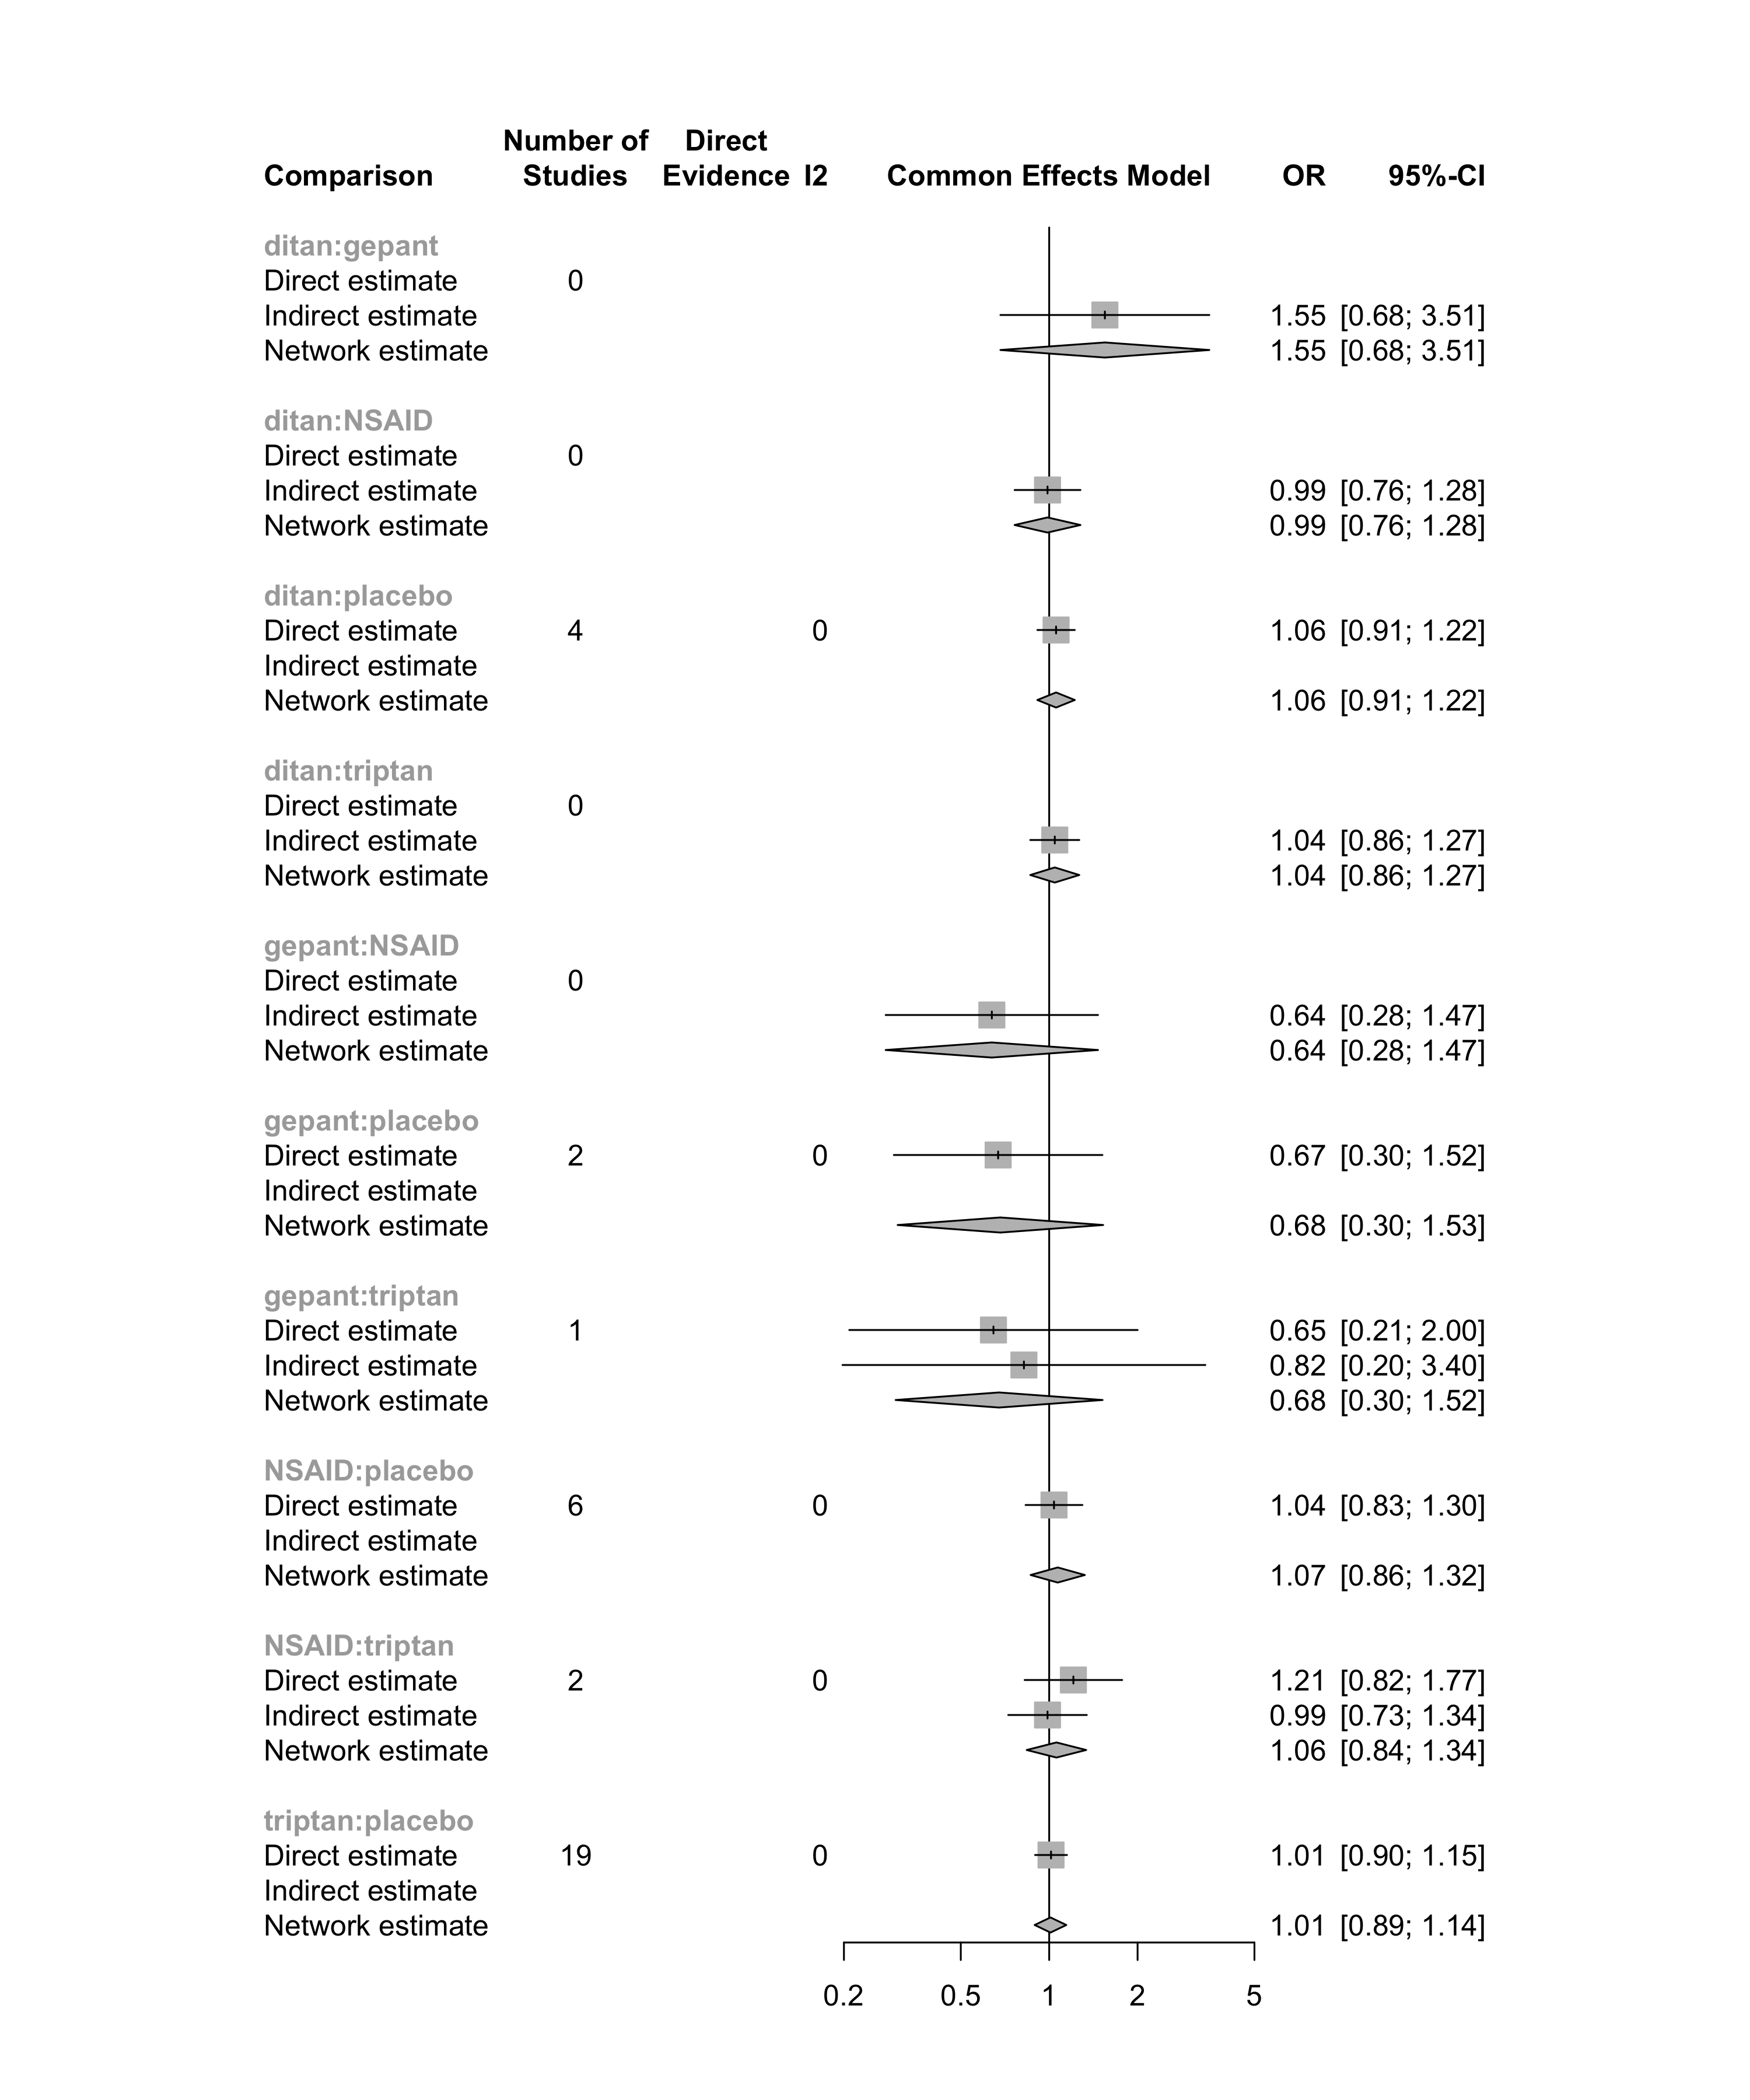 Number of Direct
Comparison Studies Evidence I2 Common Effects Model OR 95%-CI
ditan:gepant
Direct estimate 0
Indirect estimate 1.55 [0.68; 3.51]
Network estimate 1.55 [0.68; 3.51]
ditan:NSAID
Direct estimate 0
Indirect estimate 0.99 [0.76; 1.28]
Network estimate 0.99 [0.76; 1.28]
ditan:placebo
Direct estimate 4 0 1.06 [0.91; 1.22]
Indirect estimate
Network estimate 1.06 [0.91; 1.22]
ditan:triptan
Direct estimate 0
Indirect estimate 1.04 [0.86; 1.27]
Network estimate 1.04 [0.86; 1.27]
gepant:NSAID
Direct estimate 0
Indirect estimate 0.64 [0.28; 1.47]
Network estimate 0.64 [0.28; 1.47]
gepant:placebo
Direct estimate 2 0 0.67 [0.30; 1.52]
Indirect estimate
Network estimate 0.68 [0.30; 1.53]
gepant:triptan
Direct estimate 1 0.65 [0.21; 2.00]
Indirect estimate 0.82 [0.20; 3.40]
Network estimate 0.68 [0.30; 1.52]
NSAID:placebo
Direct estimate 6 0 1.04 [0.83; 1.30]
Indirect estimate
Network estimate 1.07 [0.86; 1.32]
NSAID:triptan
Direct estimate 2 0 1.21 [0.82; 1.77]
Indirect estimate 0.99 [0.73; 1.34]
Network estimate 1.06 [0.84; 1.34]
triptan:placebo
Direct estimate 19 0 1.01 [0.90; 1.15]
Indirect estimate
Network estimate 1.01 [0.89; 1.14]
0.2 0.5 1 2 5